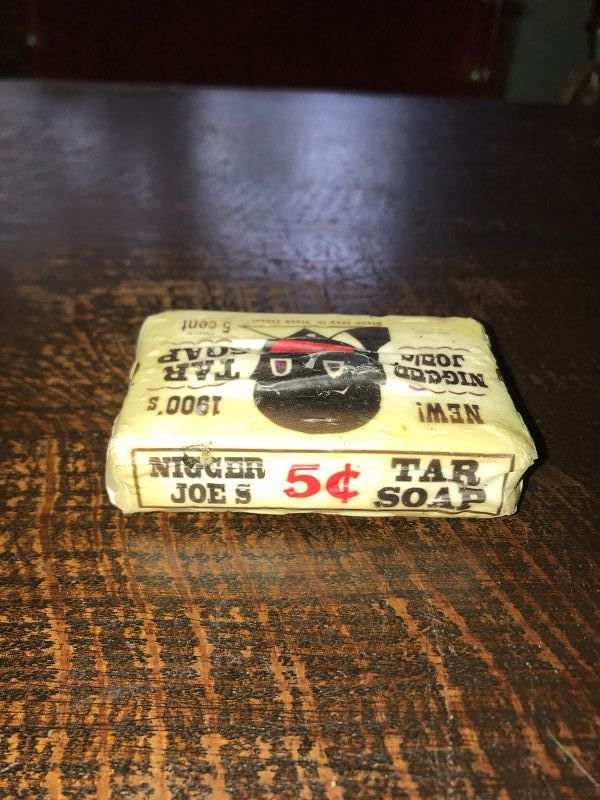 NEW!
1900's
NIGGER
JOE'S
TAR
SOAP
5 cent
NIGGER
JOE S
5¢
TAR
SOAP